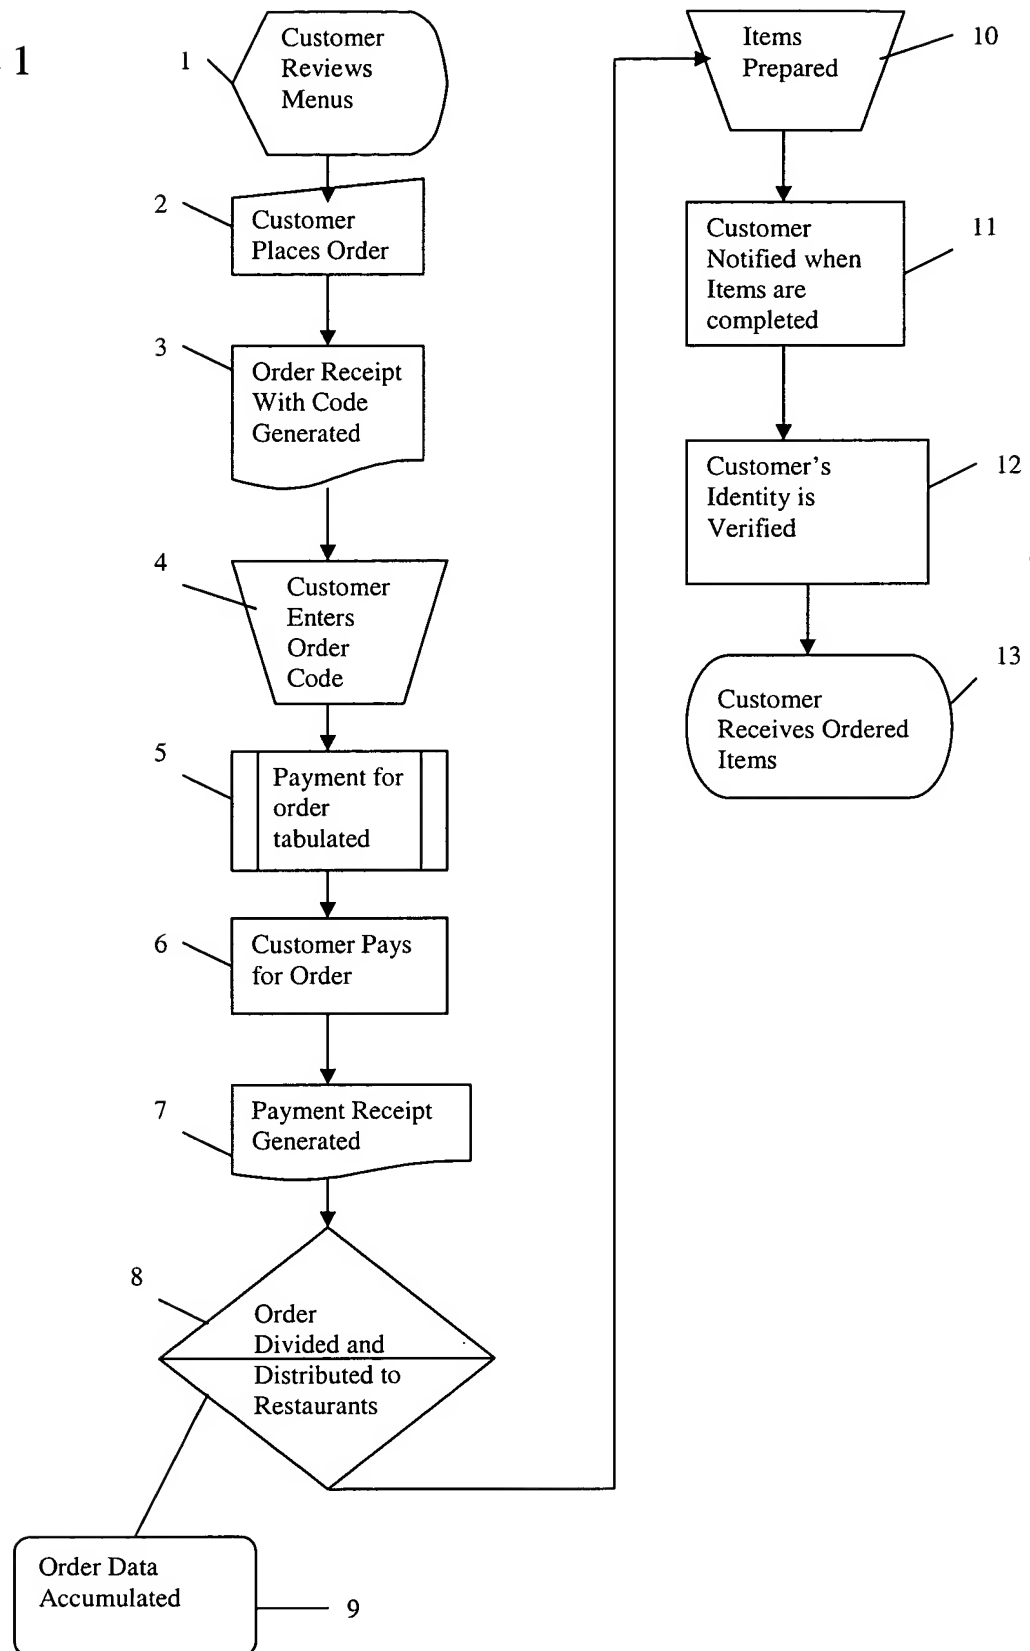 1
1
Customer
Reviews
Menus
2
Customer
Places Order
3
Order Receipt
With Code
Generated
4
Customer
Enters
Order
Code
5
Payment for
order
tabulated
6
Customer Pays
for Order
7
Payment Receipt
Generated
8
Order
Divided and
Distributed to
Restaurants
Order Data
Accumulated
9
Items
Prepared
10
Customer
Notified when
Items are
completed
11
Customer's
Identity is
Verified
12
Customer
Receives Ordered
Items
13